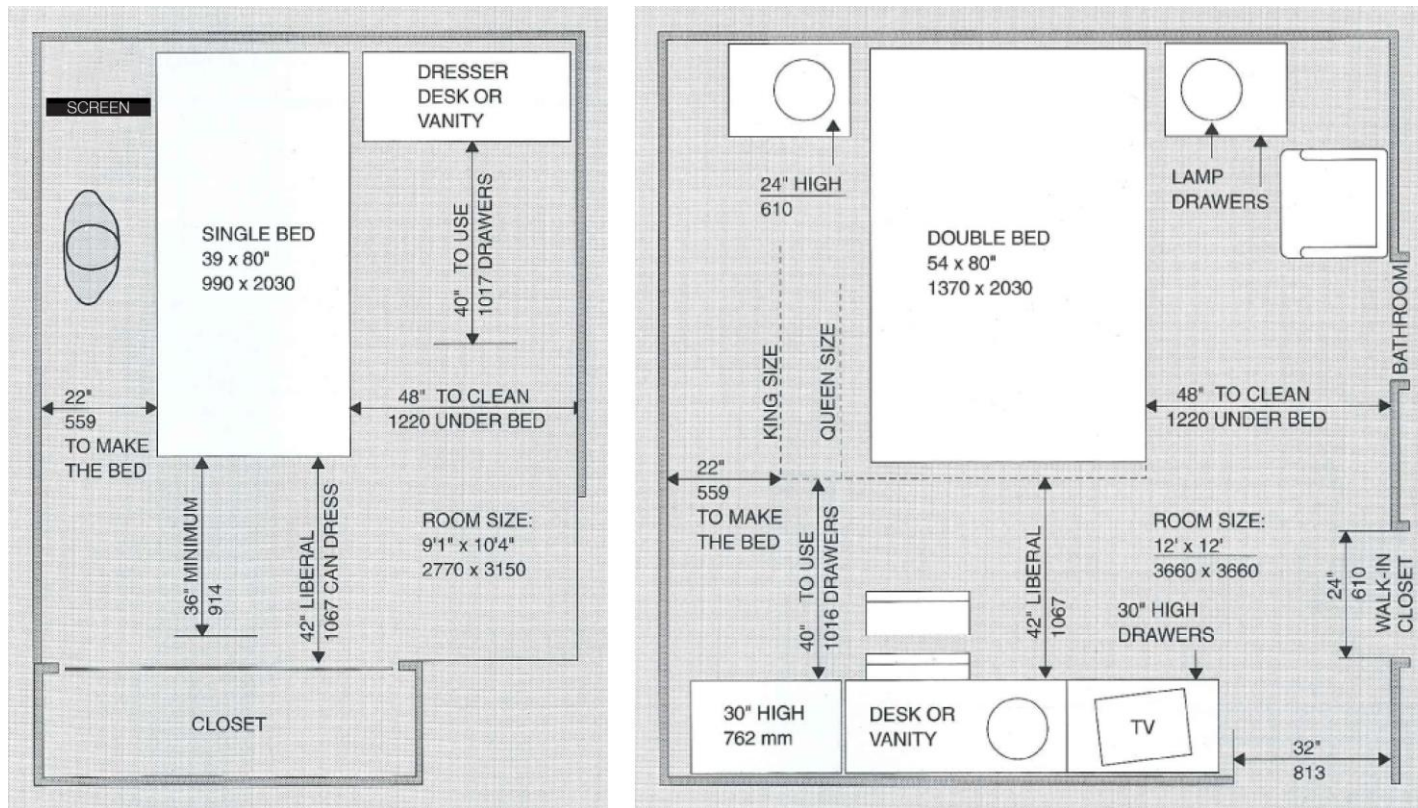 SCREEN
DRESSER
DESK OR
VANITY
40" TO USE
1017 DRAWERS
SINGLE BED
39 x 80"
990 x 2030
22"
559
TO MAKE
THE BED
48" TO CLEAN
1220 UNDER BED
36" MINIMUM
914
42" LIBERAL
1067 CAN DRESS
ROOM SIZE:
9'1" x 10'4"
2770 x 3150
CLOSET
24" HIGH
610
LAMP
DRAWERS
DOUBLE BED
54 x 80"
1370 x 2030
KING SIZE
QUEEN SIZE
BATHROOM
48" TO CLEAN
1220 UNDER BED
22"
559
TO MAKE
THE BED
40" TO USE
1016 DRAWERS
42" LIBERAL
1067
ROOM SIZE:
12' x 12'
3660 x 3660
24"
610
WALK-IN
CLOSET
30" HIGH
DRAWERS
30" HIGH
762 mm
DESK OR
VANITY
TV
32"
813